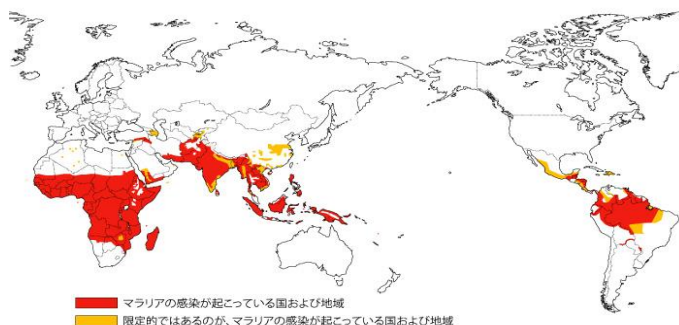 マラリアの感染が起こっている国および地域
限定的ではあるのが、マラリアの感染が起こっている国および地域